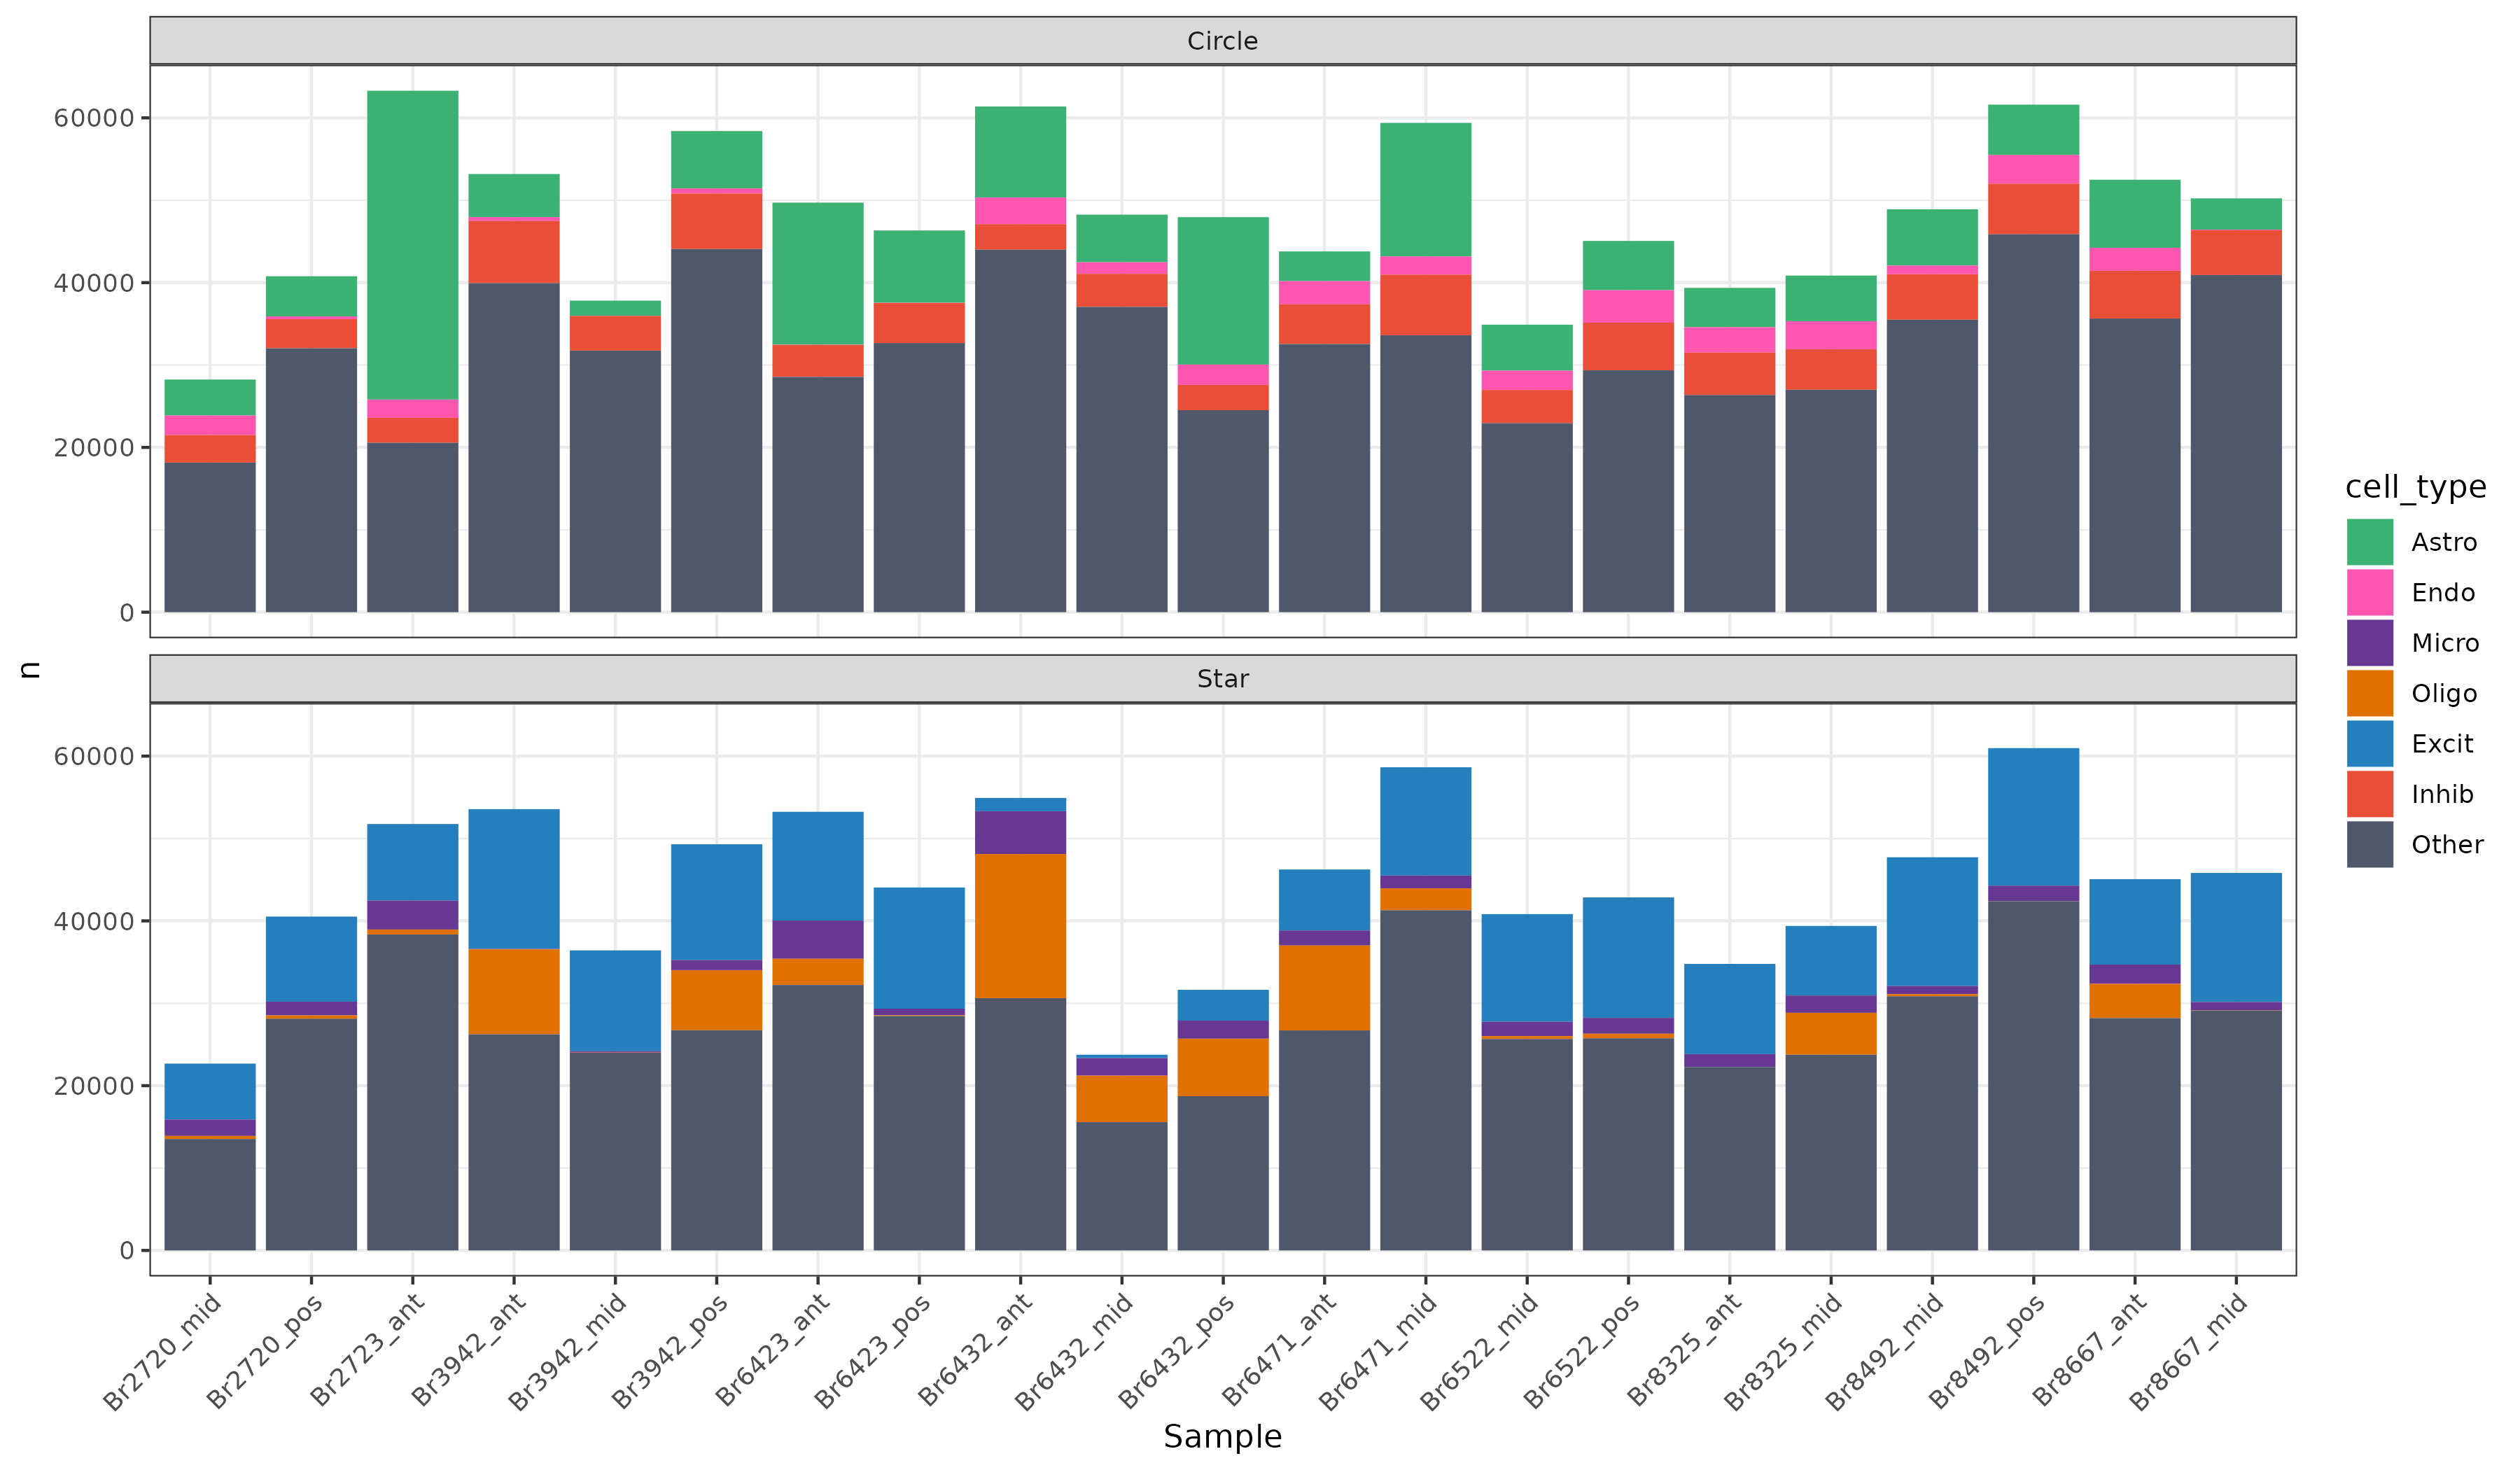 Circle
60000
40000
20000
0
n
Star
60000
40000
20000
0
Br2720_mid
Br2720_pos
Br2723_ant
Br3942_ant
Br3942_mid
Br3942_pos
Br6423_ant
Br6423_pos
Br6432_ant
Br6432_mid
Br6432_pos
Br6471_ant
Br6471_mid
Br6522_mid
Br6522_pos
Br8325_ant
Br8325_mid
Br8492_mid
Br8492_pos
Br8667_ant
Br8667_mid
Sample
cell_type
Astro
Endo
Micro
Oligo
Excit
Inhib
Other